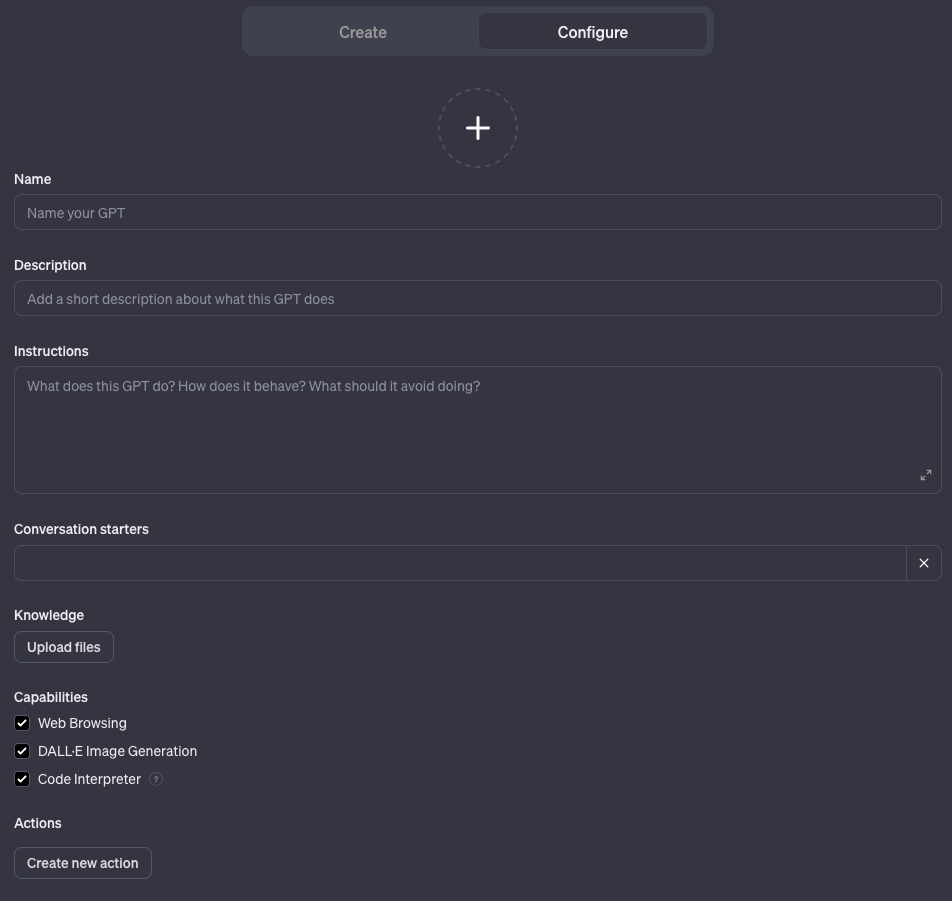 Create
Configure
Name
Name your GPT
Description
Add a short description about what this GPT does
Instructions
What does this GPT do? How does it behave? What should it avoid doing?
Conversation starters
Knowledge
Upload files
Capabilities
Web Browsing
DALL·E Image Generation
Code Interpreter ?
Actions
Create new action